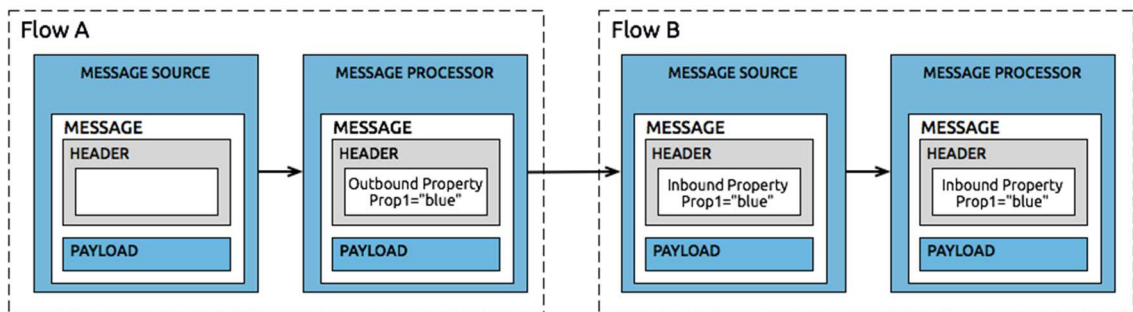 Flow A
MESSAGE SOURCE
MESSAGE
HEADER
PAYLOAD
MESSAGE PROCESSOR
MESSAGE
HEADER
Outbound Property
Prop1="blue"
PAYLOAD
Flow B
MESSAGE SOURCE
MESSAGE
HEADER
Inbound Property
Prop1="blue"
PAYLOAD
MESSAGE PROCESSOR
MESSAGE
HEADER
Inbound Property
Prop1="blue"
PAYLOAD